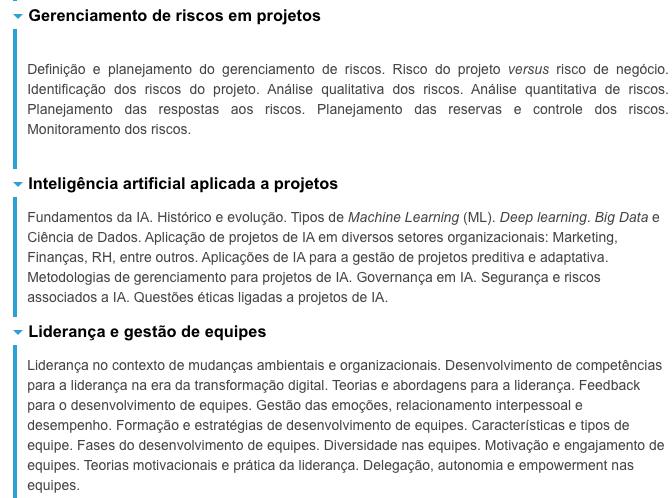 Gerenciamento de riscos em projetos
Definição e planejamento do gerenciamento de riscos. Risco do projeto versus risco de negócio.
Identificação dos riscos do projeto. Análise qualitativa dos riscos. Análise quantitativa de riscos.
Planejamento das respostas aos riscos. Planejamento das reservas e controle dos riscos.
Monitoramento dos riscos.
Inteligência artificial aplicada a projetos
Fundamentos da IA. Histórico e evolução. Tipos de Machine Learning (ML). Deep learning. Big Data e
Ciência de Dados. Aplicação de projetos de IA em diversos setores organizacionais: Marketing,
Finanças, RH, entre outros. Aplicações de IA para a gestão de projetos preditiva e adaptativa.
Metodologias de gerenciamento para projetos de IA. Governança em IA. Segurança e riscos
associados a IA. Questões éticas ligadas a projetos de IA.
Liderança e gestão de equipes
Liderança no contexto de mudanças ambientais e organizacionais. Desenvolvimento de competências
para a liderança na era da transformação digital. Teorias e abordagens para a liderança. Feedback
para o desenvolvimento de equipes. Gestão das emoções, relacionamento interpessoal e
desempenho. Formação e estratégias de desenvolvimento de equipes. Características e tipos de
equipe. Fases do desenvolvimento de equipes. Diversidade nas equipes. Motivação e engajamento de
equipes. Teorias motivacionais e prática da liderança. Delegação, autonomia e empowerment nas
equipes.